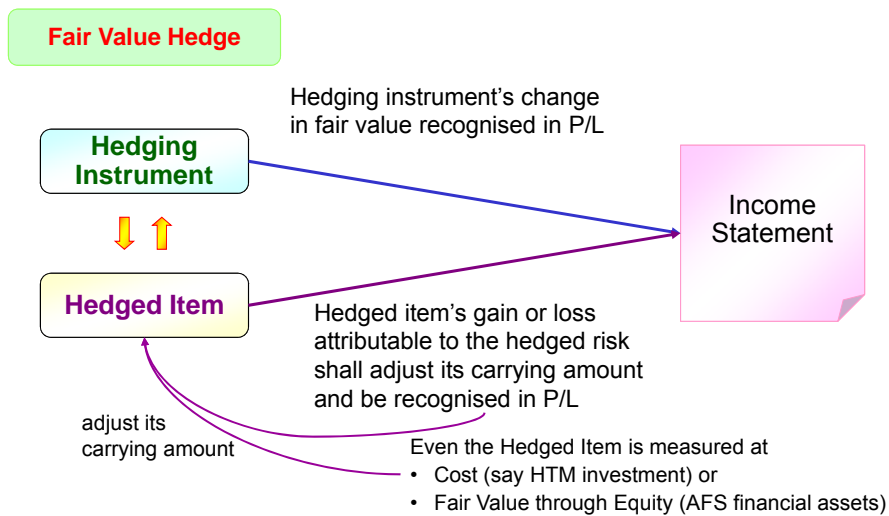 Fair Value Hedge
Hedging instrument's change
in fair value recognised in P/L
Hedging
Instrument
Income
Statement
Hedged Item
Hedged item's gain or loss
attributable to the hedged risk
shall adjust its carrying amount
and be recognised in P/L
adjust its
carrying amount
Even the Hedged Item is measured at
• Cost (say HTM investment) or
• Fair Value through Equity (AFS financial assets)